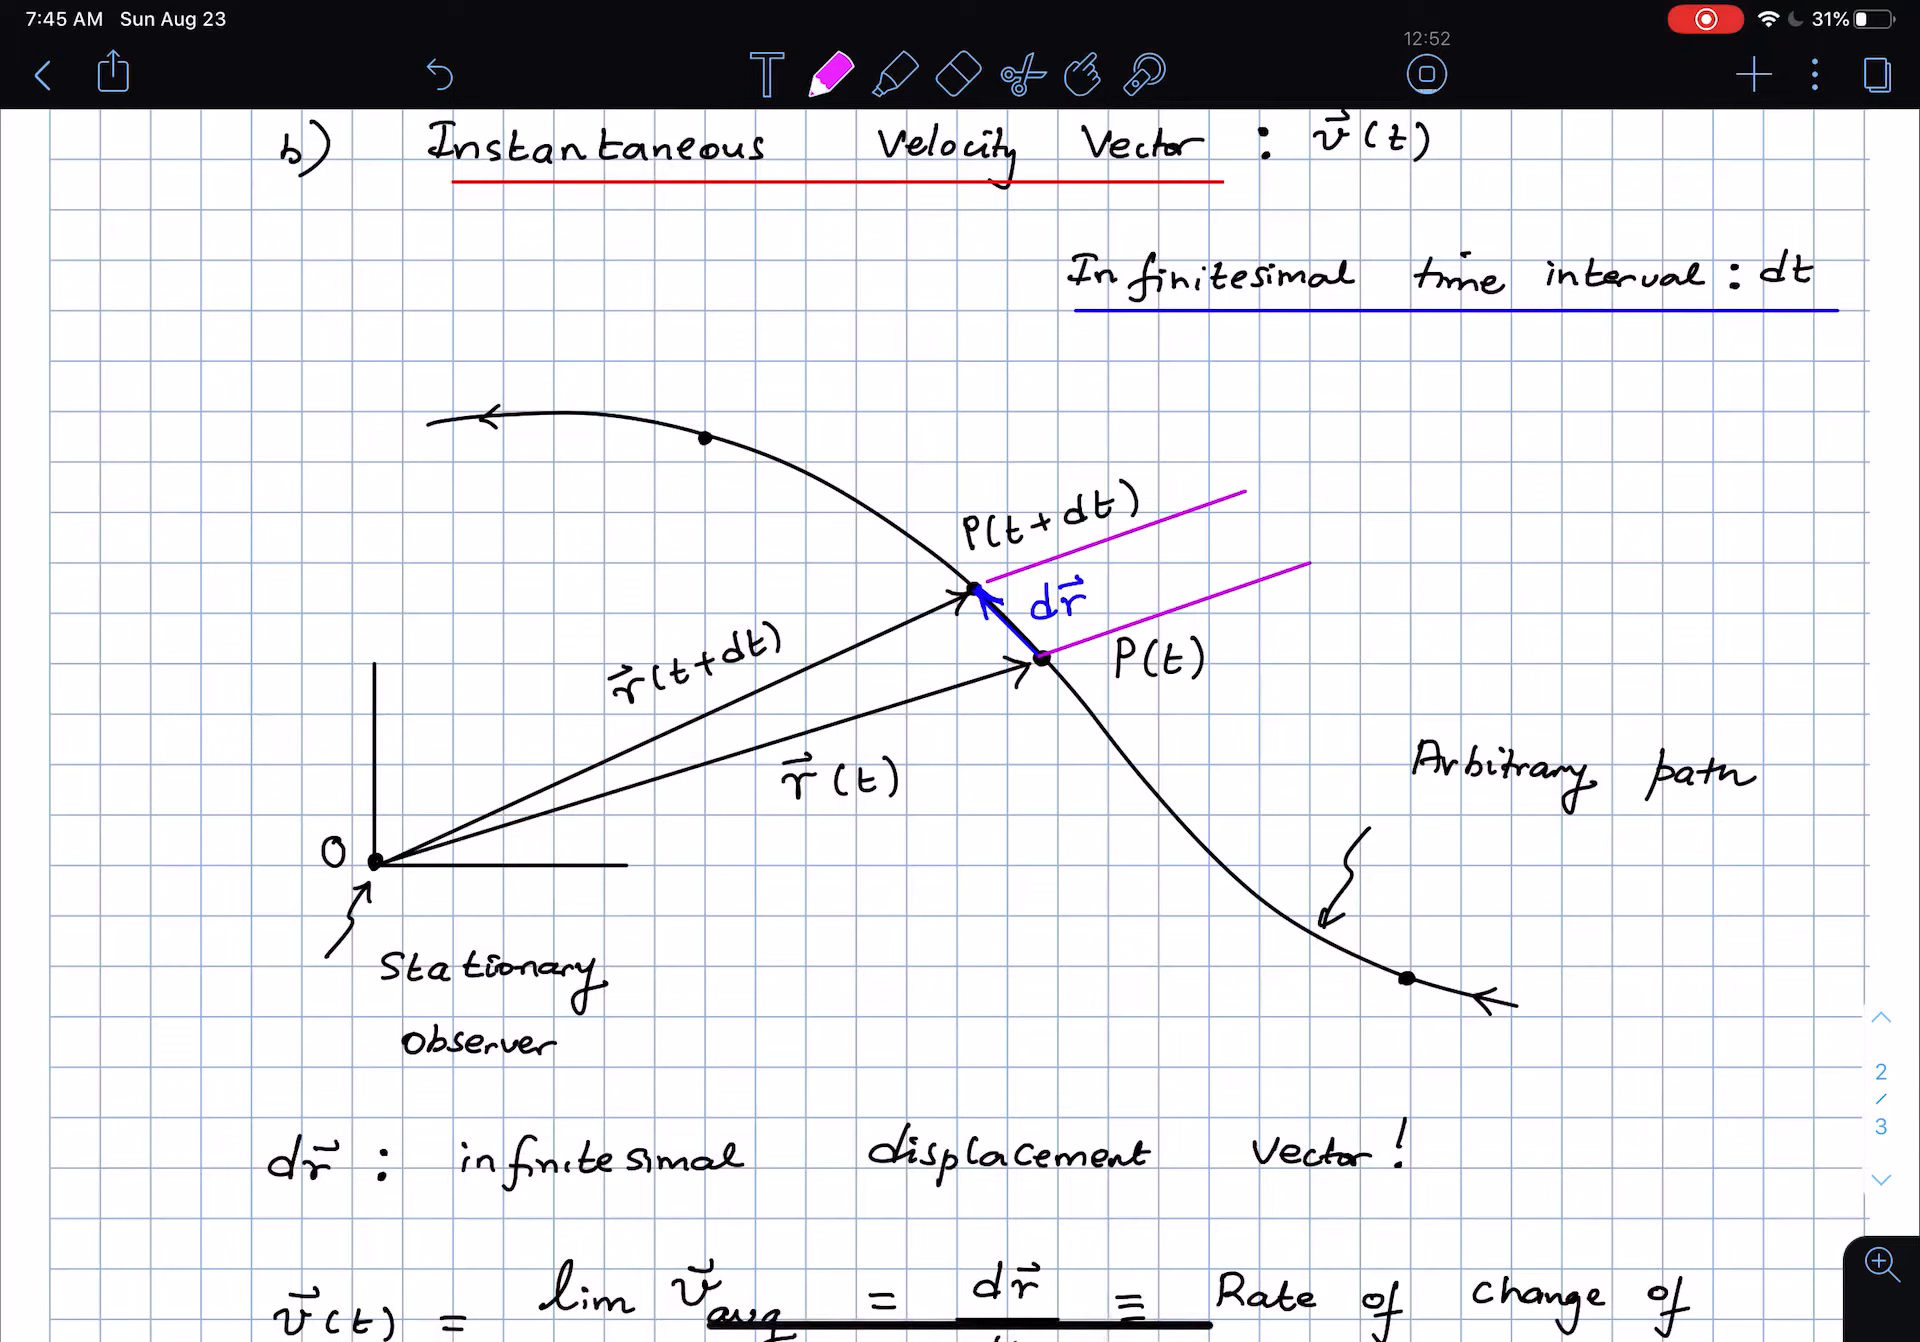 7:45 AM Sun Aug 23
31%
12:52
b) Instantaneous Velocity Vector : v⃗(t)
Infinitesimal time interval : dt
P(t+dt)
dr⃗
r⃗(t+dt)
P(t)
r⃗(t)
Arbitrary path
O
Stationary
Observer
2
/
3
dr⃗ : infinitesimal displacement vector!
v⃗(t) = lim v⃗avg = dr⃗ ≡ Rate of change of